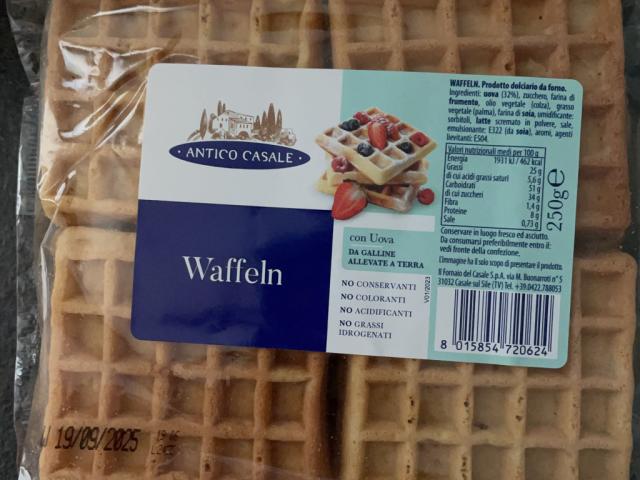 ANTICO CASALE
Waffeln
con Uova
DA GALLINE
ALLEVATE A TERRA
NO CONSERVANTI
NO COLORANTI
NO ACIDIFICANTI
NO GRASSI
IDROGENATI
V01/2023
WAFFELN. Prodotto dolciario da forno.
Ingredienti: uova (32%), zucchero, farina di
frumento, olio vegetale (colza), grasso
vegetale (palma), farina di soia, umidificante:
sorbitoli, latte scremato in polvere, sale,
emulsionante: E322 (da soia), aromi, agenti
lievitanti: E504.
Valori nutrizionali medi per 100 g
Energia 1931 kJ / 462 kcal
Grassi 25 g
di cui acidi grassi saturi 5,6 g
Carboidrati 51 g
di cui zuccheri 34 g
Fibra 1,4 g
Proteine 8 g
Sale 0,73 g
250g e
Conservare in luogo fresco ed asciutto.
Da consumarsi preferibilmente entro il:
vedi fronte della confezione.
L'immagine ha il solo scopo di presentare il prodotto.
Il Fornaio del Casale S.p.A. via M. Buonarroti n° 5
31032 Casale sul Sile (TV) Tel. +39.0422.788053
8 015854 720624
19/09/2025